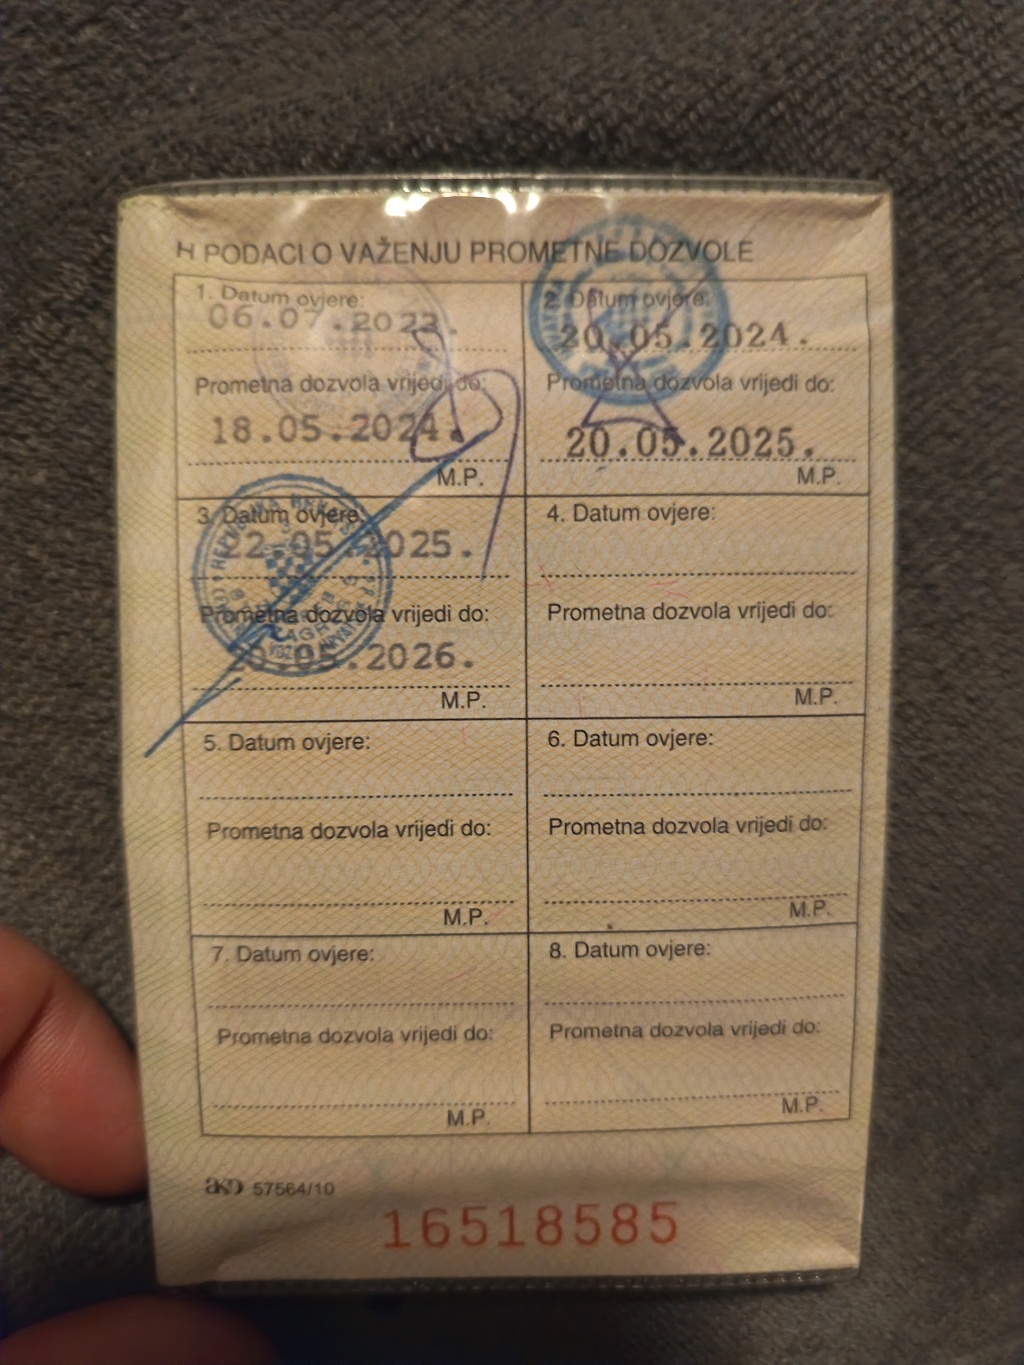 H PODACI O VAŽENJU PROMETNE DOZVOLE
1. Datum ovjere:
06.07.2023.
Prometna dozvola vrijedi do:
18.05.2024.
M.P.
2. Datum ovjere:
20.05.2024.
Prometna dozvola vrijedi do:
20.05.2025.
M.P.
3. Datum ovjere:
22.05.2025.
Prometna dozvola vrijedi do:
20.05.2026.
M.P.
4. Datum ovjere:
Prometna dozvola vrijedi do:
M.P.
5. Datum ovjere:
Prometna dozvola vrijedi do:
M.P.
6. Datum ovjere:
Prometna dozvola vrijedi do:
M.P.
7. Datum ovjere:
Prometna dozvola vrijedi do:
M.P.
8. Datum ovjere:
Prometna dozvola vrijedi do:
M.P.
AKD 57564/10
16518585